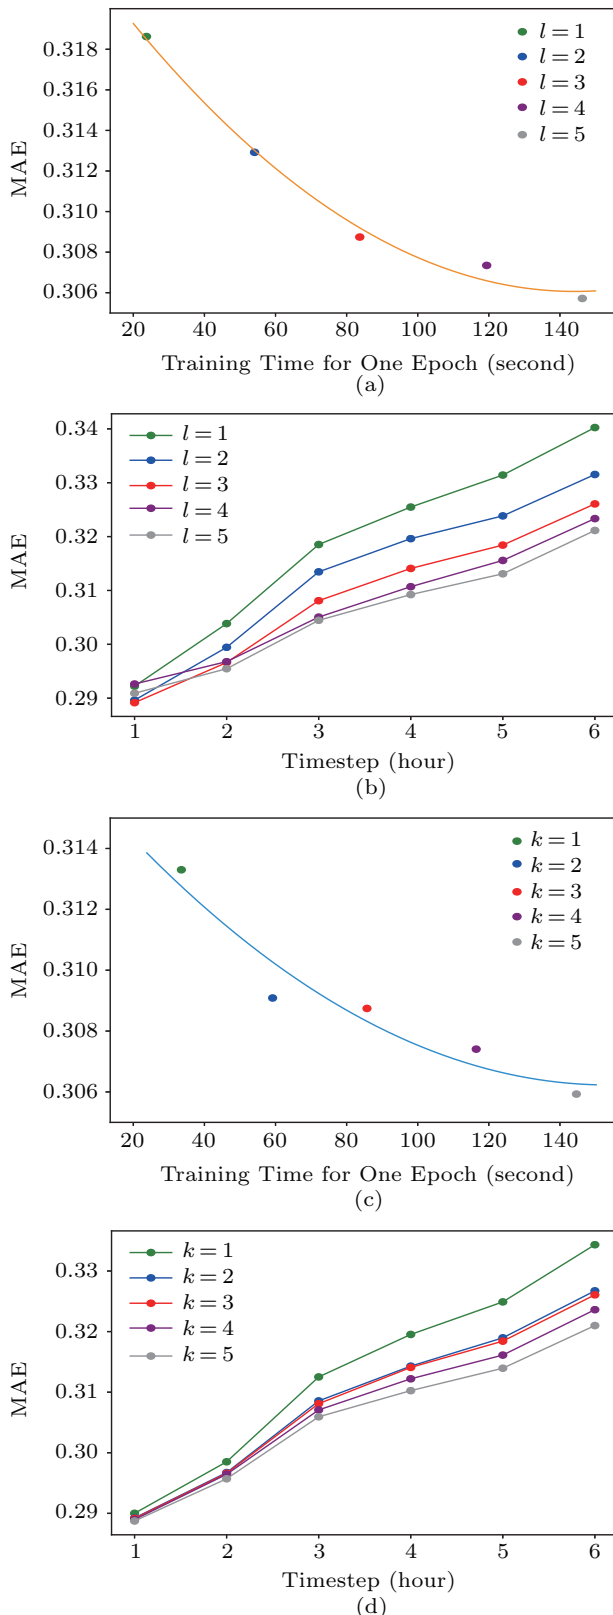 0.318
0.316
0.314
0.312
0.310
0.308
0.306
MAE
l = 1
l = 2
l = 3
l = 4
l = 5
20 40 60 80 100 120 140
Training Time for One Epoch (second)
(a)
0.34
0.33
0.32
0.31
0.30
0.29
MAE
l = 1
l = 2
l = 3
l = 4
l = 5
1 2 3 4 5 6
Timestep (hour)
(b)
0.314
0.312
0.310
0.308
0.306
MAE
k = 1
k = 2
k = 3
k = 4
k = 5
20 40 60 80 100 120 140
Training Time for One Epoch (second)
(c)
0.33
0.32
0.31
0.30
0.29
MAE
k = 1
k = 2
k = 3
k = 4
k = 5
1 2 3 4 5 6
Timestep (hour)
(d)